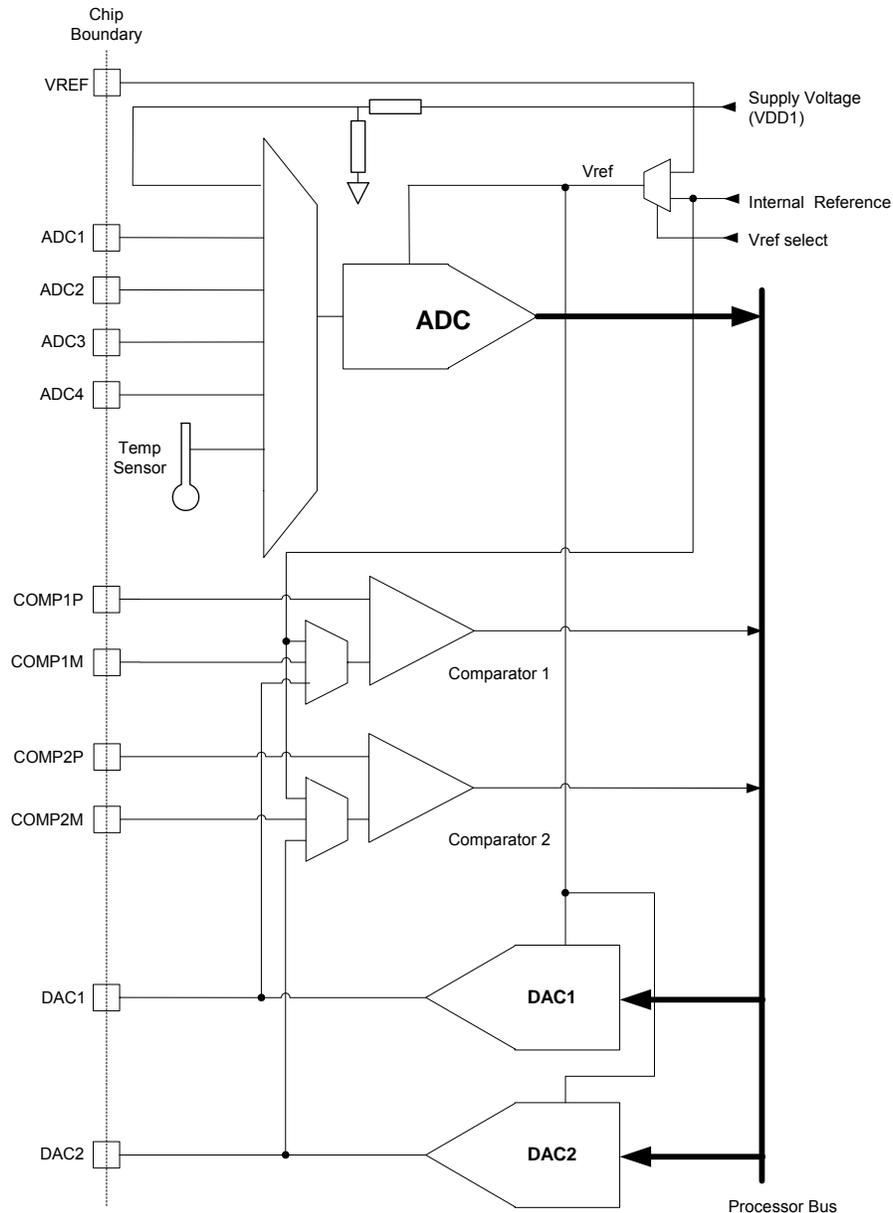 Chip
Boundary
VREF
Supply Voltage
(VDD1)
Vref
Internal Reference
Vref select
ADC1
ADC2
ADC3
ADC4
ADC
Temp
Sensor
COMP1P
COMP1M
Comparator 1
COMP2P
COMP2M
Comparator 2
DAC1
DAC1
DAC2
DAC2
Processor Bus